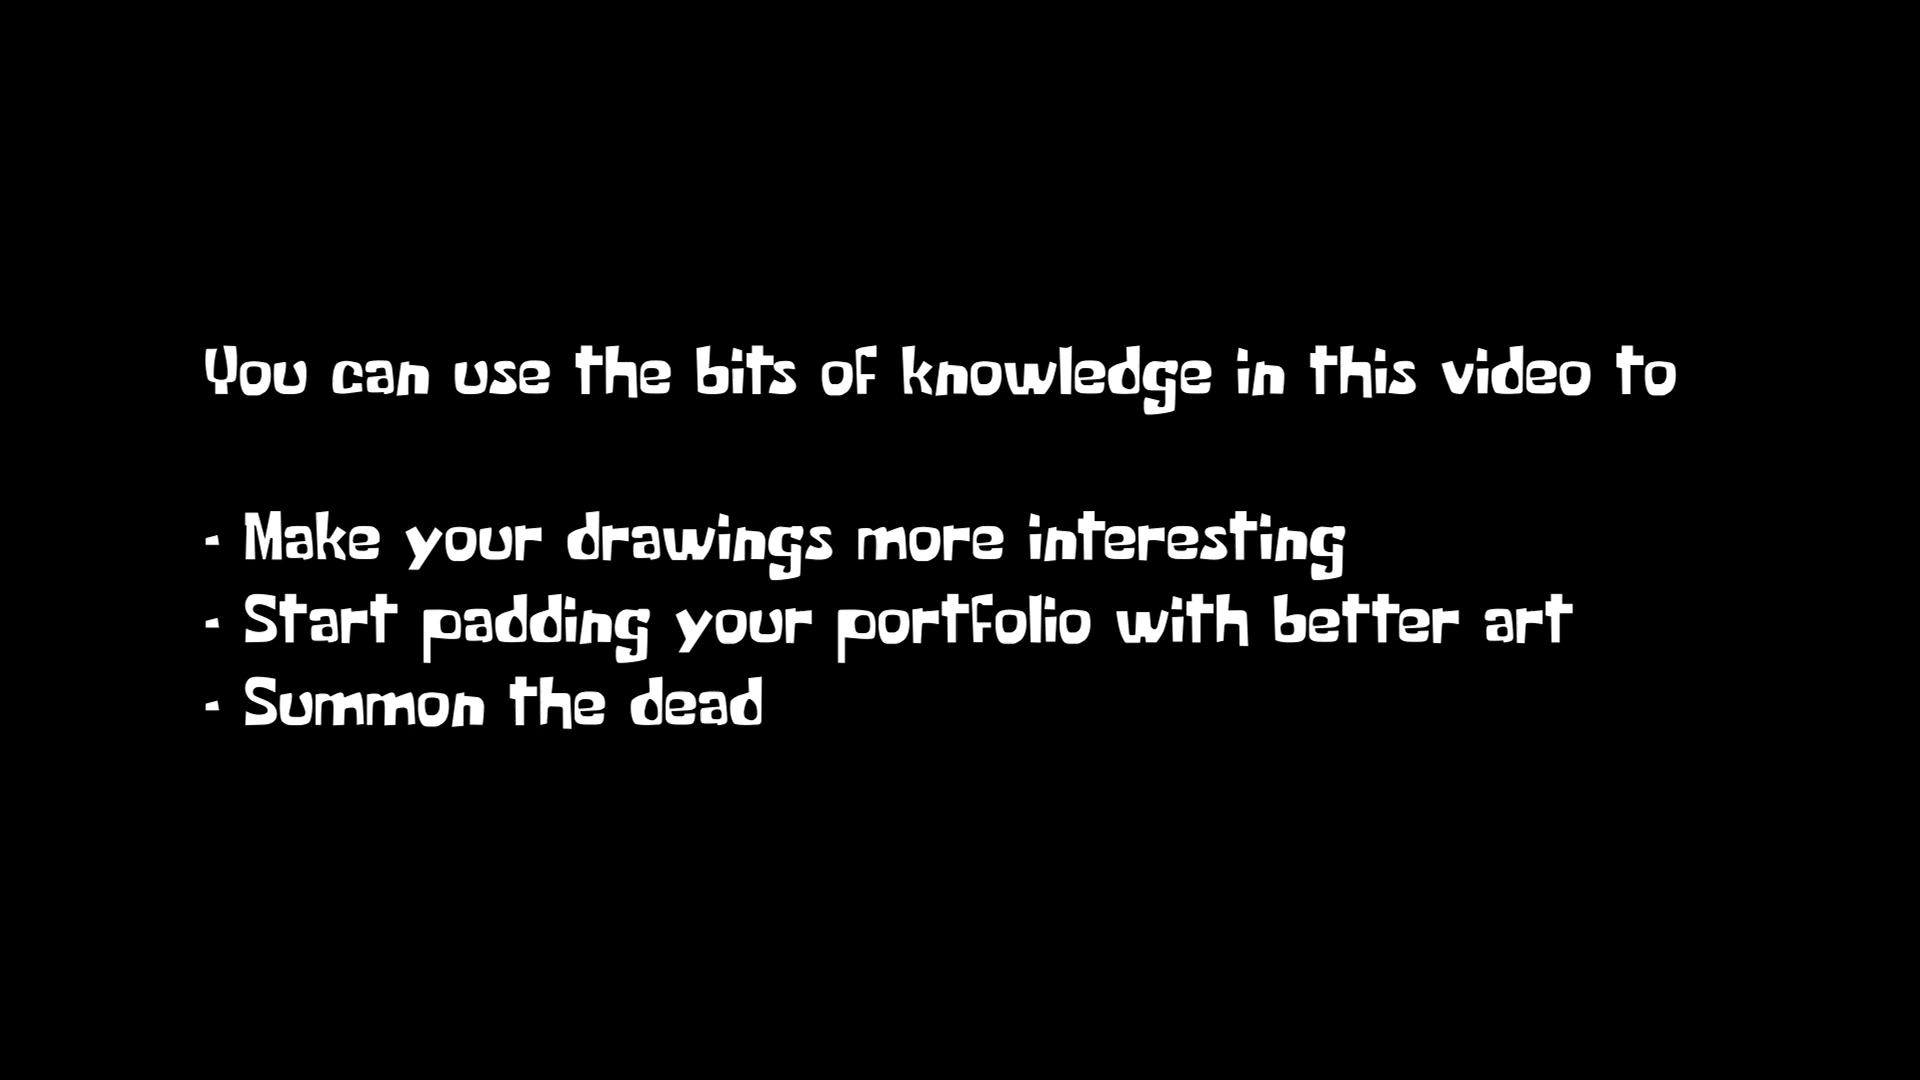 You can use the bits of knowledge in this video to
- Make your drawings more interesting
- Start padding your portfolio with better art
- Summon the dead